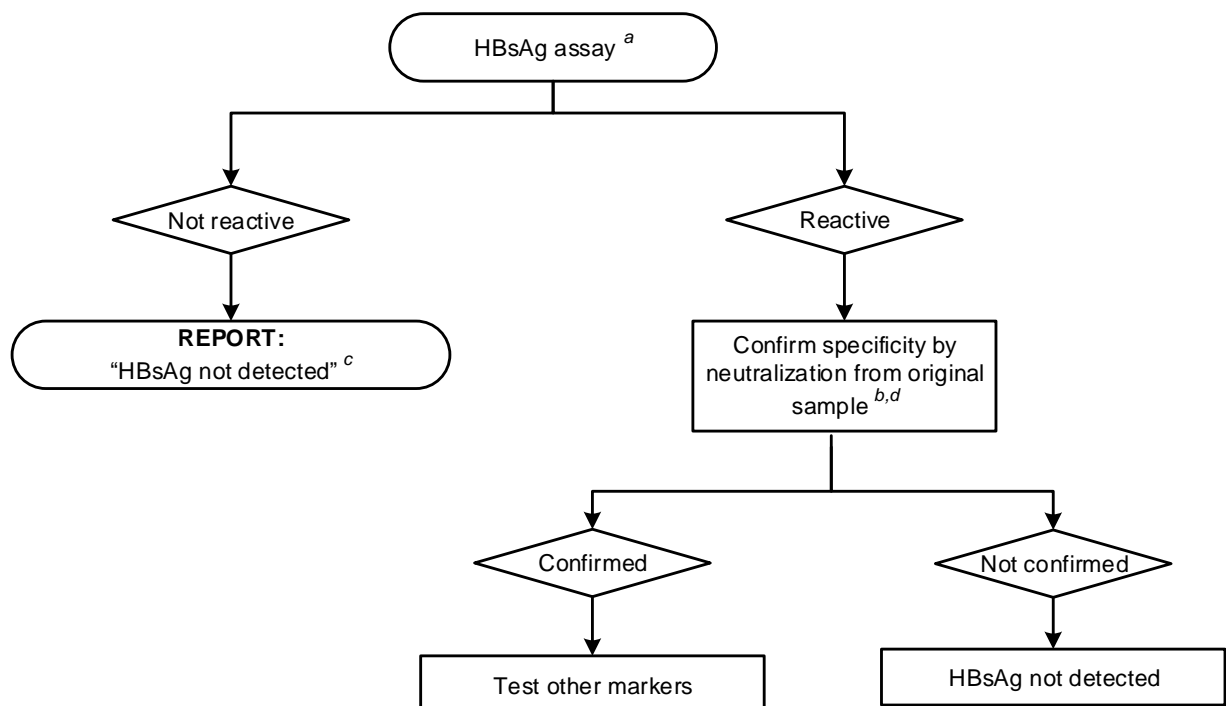 HBsAg assay a
Not reactive
Reactive
REPORT:
“HBsAg not detected” c
Confirm specificity by
neutralization from original
sample b,d
Confirmed
Not confirmed
Test other markers
HBsAg not detected